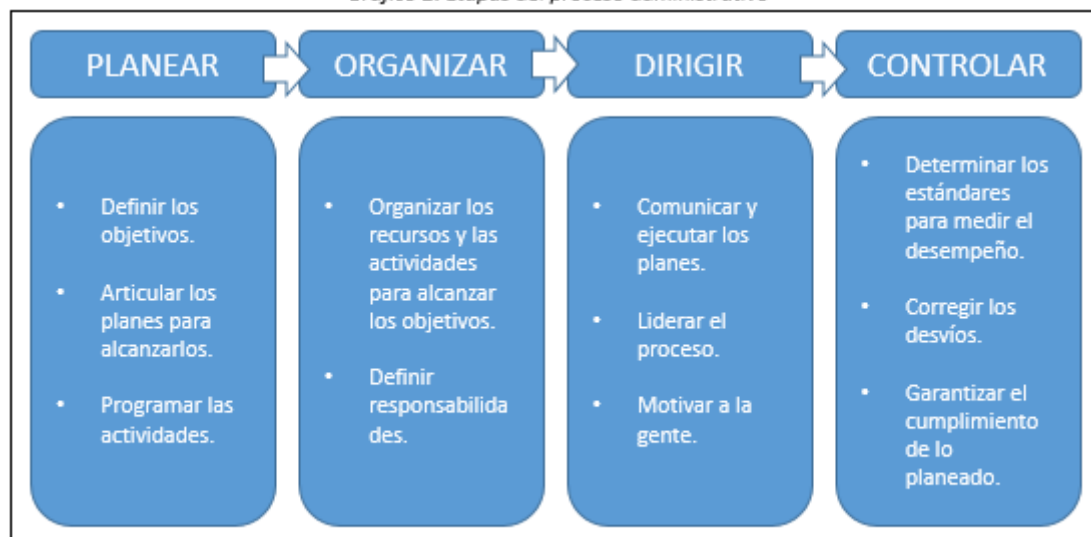 PLANEAR
ORGANIZAR
DIRIGIR
CONTROLAR
• Definir los
objetivos.
• Articular los
planes para
alcanzarlos.
• Programar las
actividades.
• Organizar los
recursos y las
actividades
para alcanzar
los objetivos.
• Definir
responsabilida
des.
• Comunicar y
ejecutar los
planes.
• Liderar el
proceso.
• Motivar a la
gente.
• Determinar los
estándares
para medir el
desempeño.
• Corregir los
desvíos.
• Garantizar el
cumplimiento
de lo
planeado.